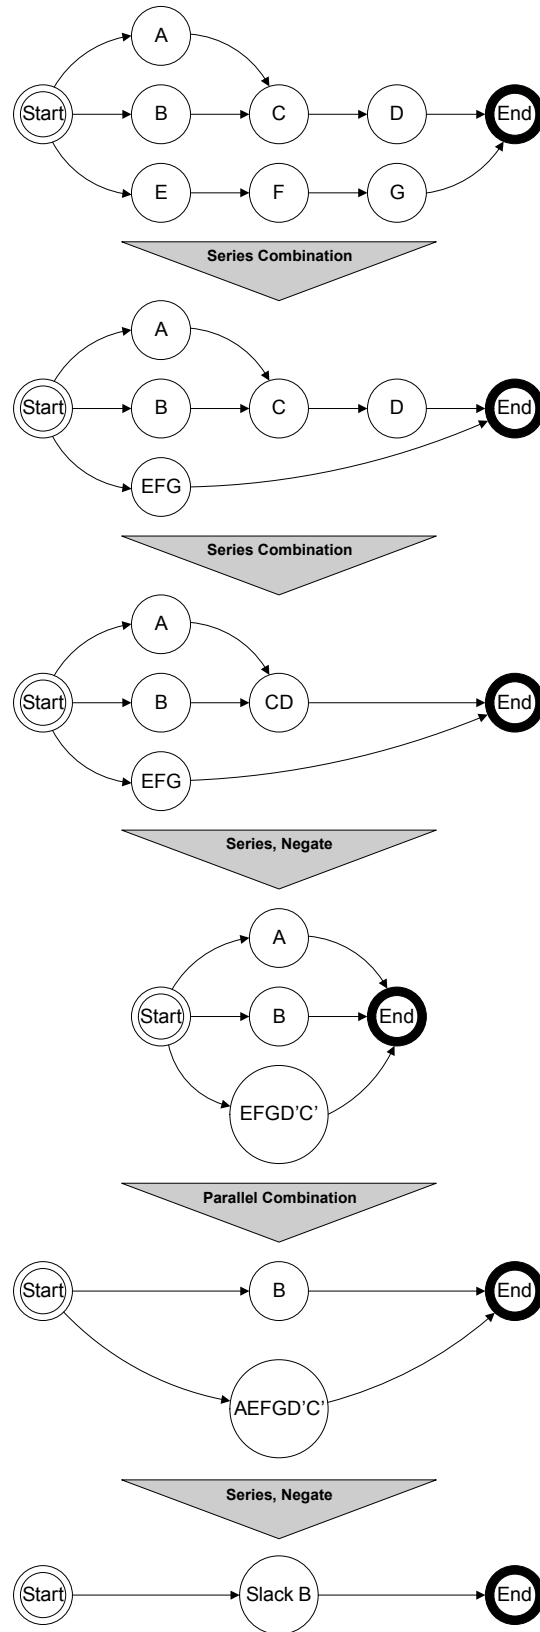 A
Start B C D End
E F G
Series Combination
A
Start B C D End
EFG
Series Combination
A
Start B CD End
EFG
Series, Negate
A
Start B End
EFGD’C’
Parallel Combination
Start B End
AEFGD’C’
Series, Negate
Start Slack B End